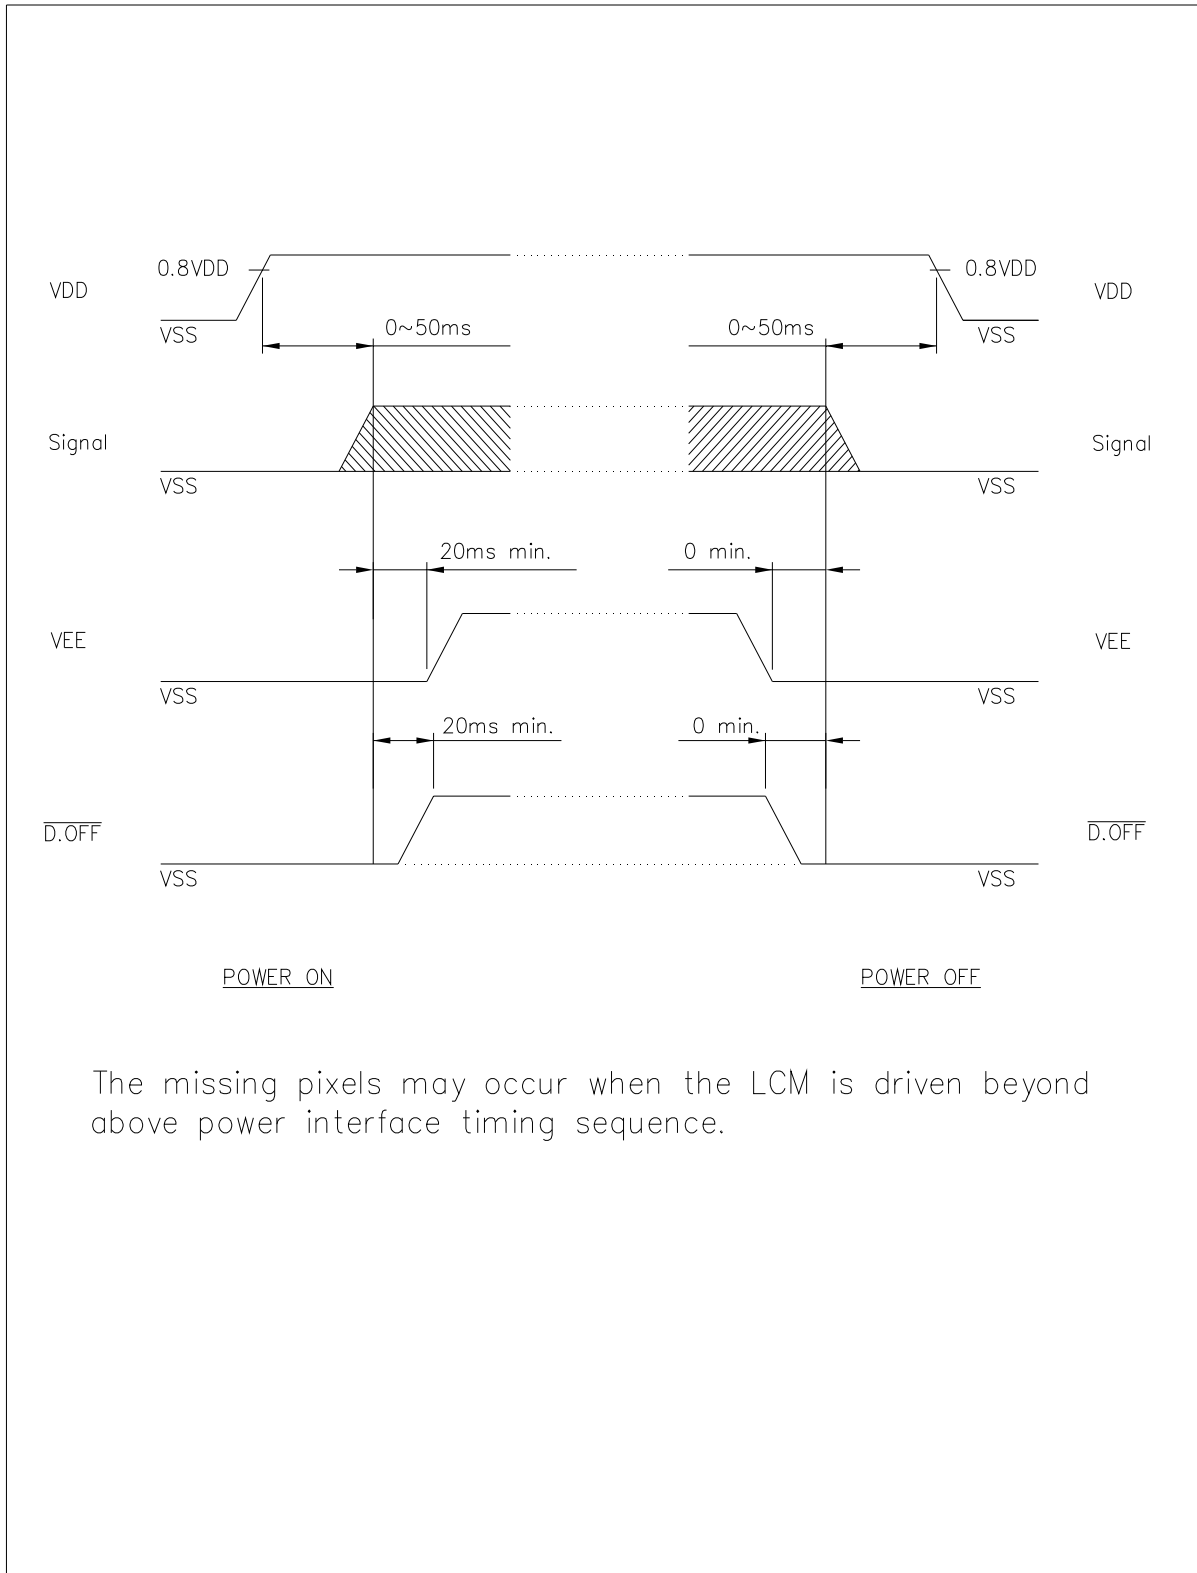 0.8VDD
0.8VDD
VDD
VDD
VSS
0~50ms
0~50ms
VSS
Signal
Signal
VSS
VSS
20ms min.
0 min.
VEE
VEE
VSS
VSS
20ms min.
0 min.
D.OFF
D.OFF
VSS
VSS
POWER ON
POWER OFF
The missing pixels may occur when the LCM is driven beyond
above power interface timing sequence.